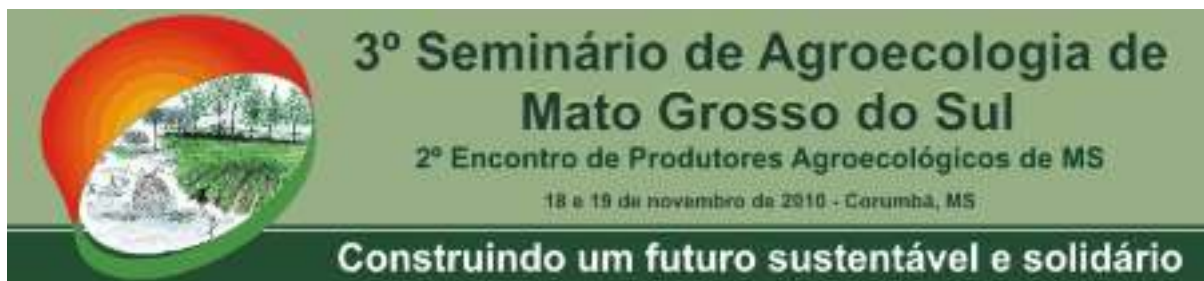 3º Seminário de Agroecologia de
Mato Grosso do Sul
2º Encontro de Produtores Agroecológicos de MS
18 e 19 de novembro de 2010 - Corumbá, MS
Construindo um futuro sustentável e solidário